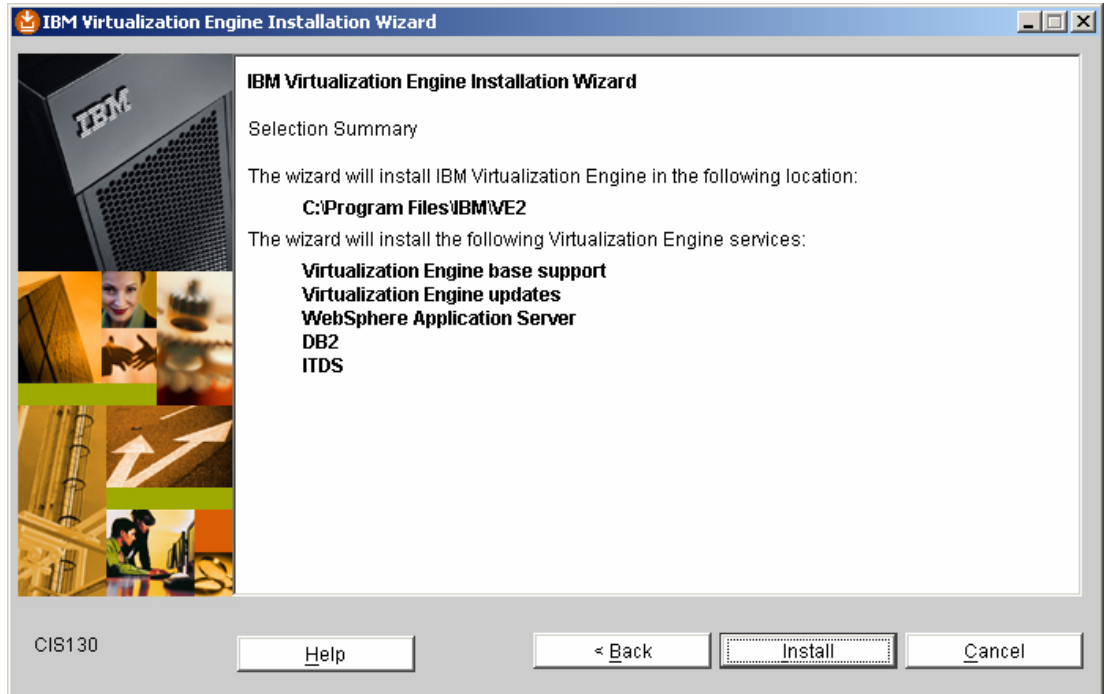 IBM Virtualization Engine Installation Wizard
IBM
IBM Virtualization Engine Installation Wizard
Selection Summary
The wizard will install IBM Virtualization Engine in the following location:
C:\Program Files\IBM\VE2
The wizard will install the following Virtualization Engine services:
Virtualization Engine base support
Virtualization Engine updates
WebSphere Application Server
DB2
ITDS
CIS130
Help
< Back
Install
Cancel